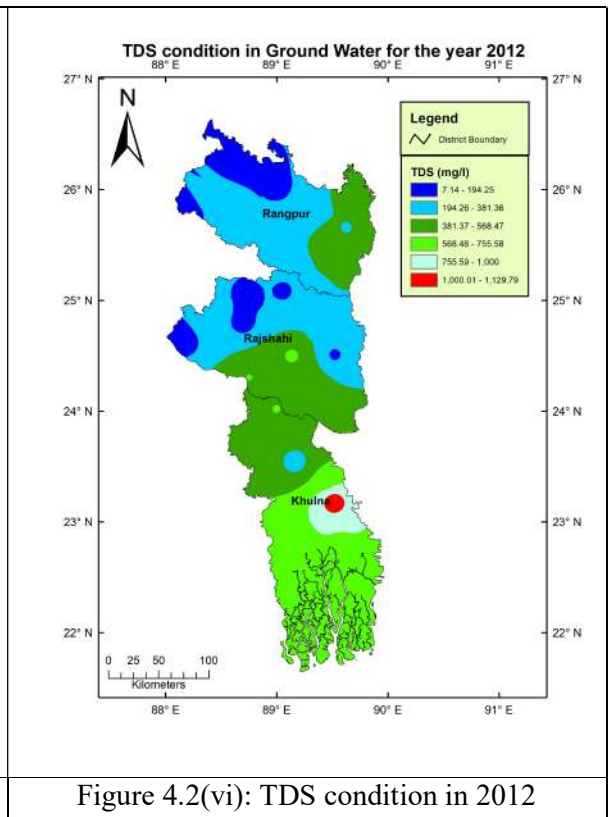 TDS condition in Ground Water for the year 2012
88° E 89° E 90° E 91° E
27° N 27° N
N
Legend
District Boundary
TDS (mg/l)
7.14 - 194.25
194.26 - 381.36
381.37 - 568.47
568.48 - 755.58
755.59 - 1,000
1,000.01 - 1,129.79
26° N 26° N
Rangpur
25° N 25° N
Rajshahi
24° N 24° N
Khulna
23° N 23° N
22° N 22° N
0 25 50 100
Kilometers
88° E 89° E 90° E 91° E
Figure 4.2(vi): TDS condition in 2012